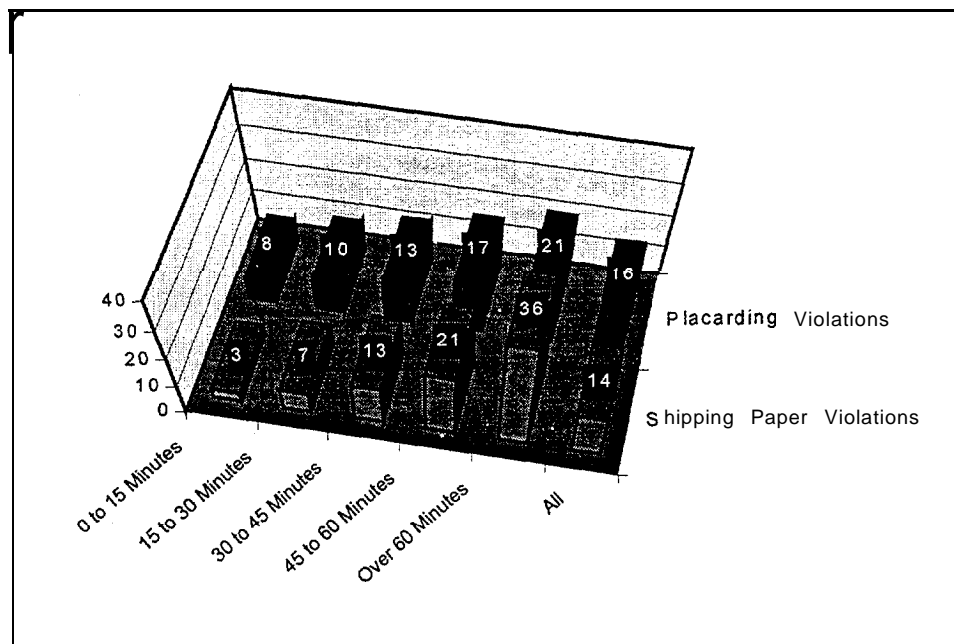 8 10 13 17 21 16
3 7 13 21 36 14
40
30
20
10
0
Placarding Violations
Shipping Paper Violations
0 to 15 Minutes
15 to 30 Minutes
30 to 45 Minutes
45 to 60 Minutes
Over 60 Minutes
All